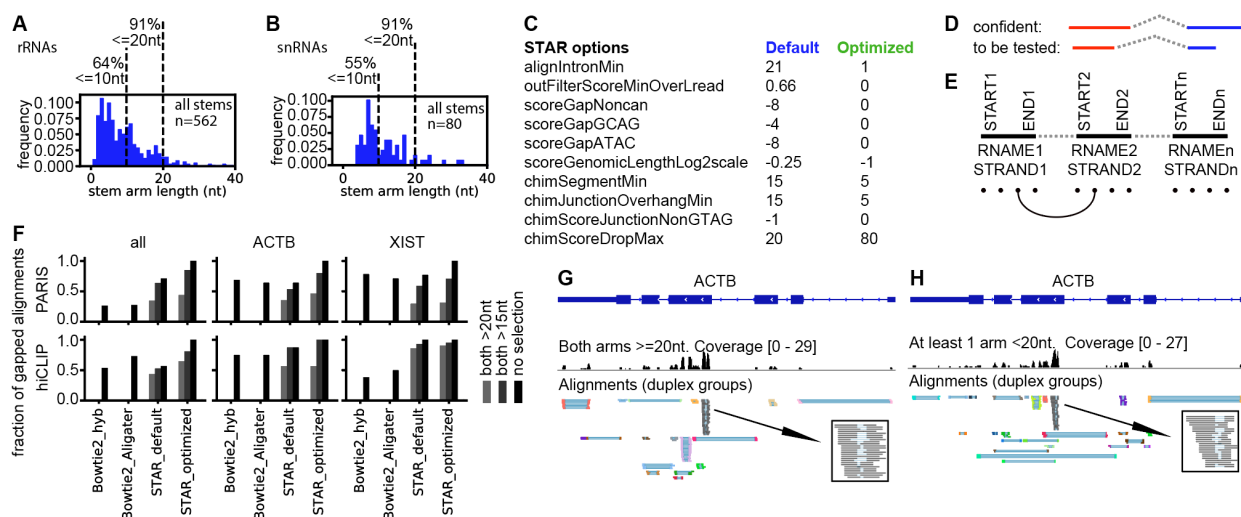 A
rRNAs
91%
<=20nt
64%
<=10nt
all stems
n=562
frequency
0.100
0.075
0.050
0.025
0.000
0
20
40
stem arm length (nt)
B
snRNAs
91%
<=20nt
55%
<=10nt
all stems
n=80
frequency
0.100
0.075
0.050
0.025
0.000
0
20
40
stem arm length (nt)
C
STAR options Default Optimized
alignIntronMin 21 1
outFilterScoreMinOverLread 0.66 0
scoreGapNoncan -8 0
scoreGapGCAG -4 0
scoreGapATAC -8 0
scoreGenomicLengthLog2scale -0.25 -1
chimSegmentMin 15 5
chimJunctionOverhangMin 15 5
chimScoreJunctionNonGTAG -1 0
chimScoreDropMax 20 80
D
confident:
to be tested:
E
START1
END1
START2
END2
STARTn
ENDn
RNAME1 RNAME2 RNAMEn
STRAND1 STRAND2 STRANDn
F
all ACTB XIST
fraction of gapped alignments
PARIS
1.0
0.5
1.0
0.0
hiCLIP
1.0
0.5
0.0
Bowtie2_hyb
Bowtie2_Aligater
STAR_default
STAR_optimized
Bowtie2_hyb
Bowtie2_Aligater
STAR_default
STAR_optimized
Bowtie2_hyb
Bowtie2_Aligater
STAR_default
STAR_optimized
both >20nt
both >15nt
no selection
G
ACTB
Both arms >=20nt. Coverage [0 - 29]
Alignments (duplex groups)
H
ACTB
At least 1 arm <20nt. Coverage [0 - 27]
Alignments (duplex groups)